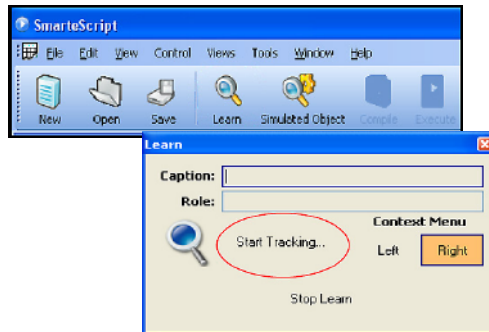 SmarteScript
File Edit View Control Views Tools Window Help
New Open Save Learn Simulated Object Compile Execute
Learn
Caption:
Role:
Start Tracking...
Context Menu
Left Right
Stop Learn